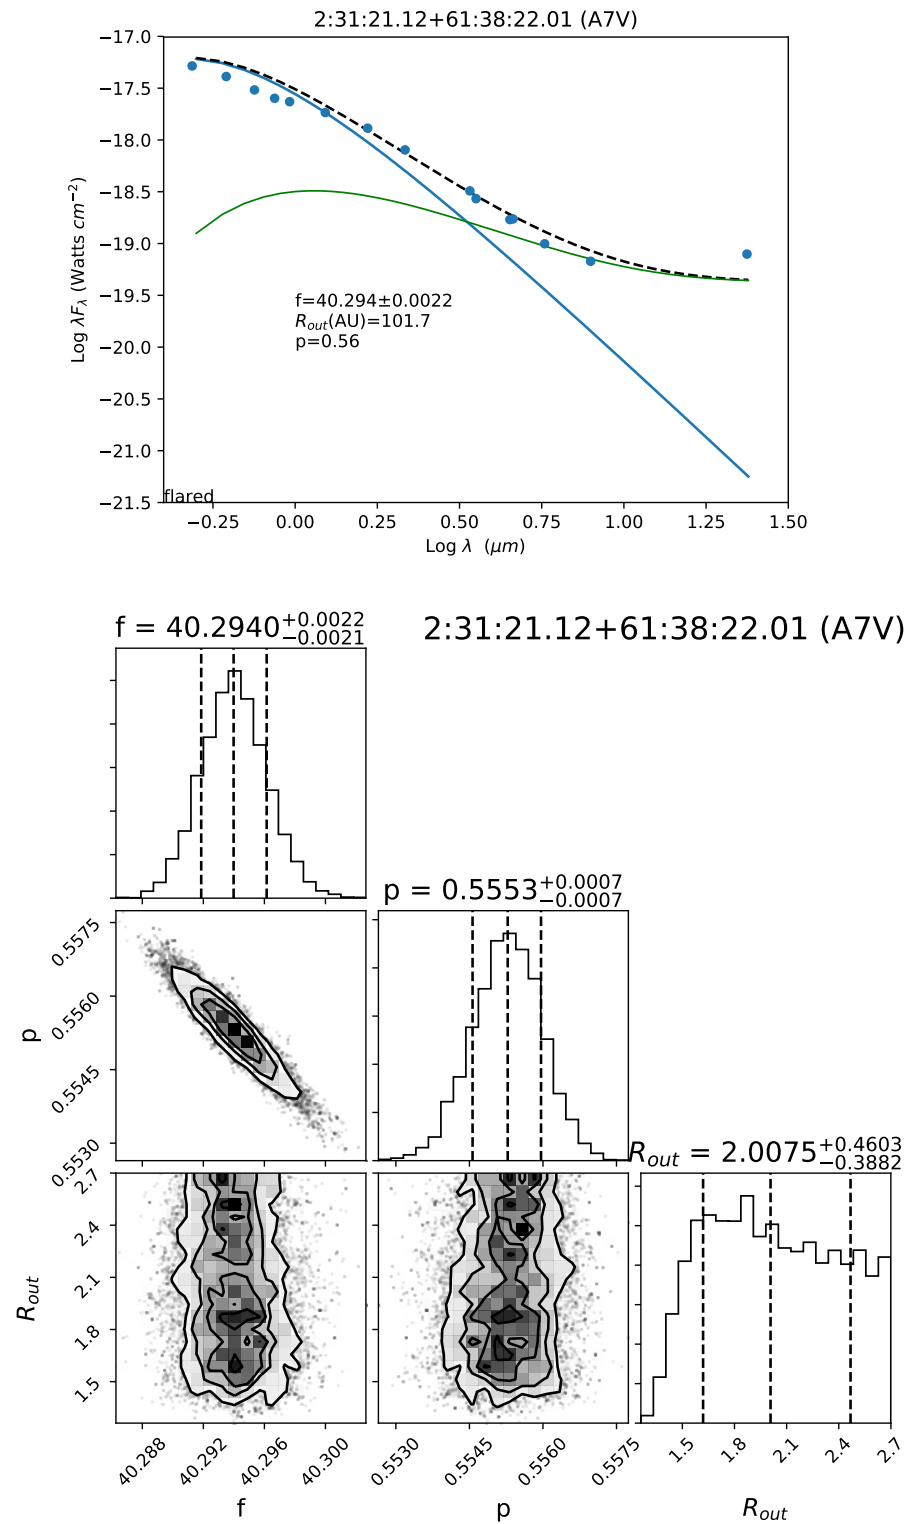 2:31:21.12+61:38:22.01 (A7V)
−17.0
−17.5
−18.0
−18.5
−19.0
−19.5
−20.0
−20.5
−21.0
−21.5
Log λF_λ (Watts cm⁻²)
f=40.294±0.0022
R_out(AU)=101.7
p=0.56
flared
−0.25 0.00 0.25 0.50 0.75 1.00 1.25 1.50
Log λ (μm)
2:31:21.12+61:38:22.01 (A7V)
f = 40.2940 +0.0022 −0.0021
p = 0.5553 +0.0007 −0.0007
0.5575
0.5560
0.5545
0.5530
p
R_out = 2.0075 +0.4603 −0.3882
2.7
2.4
2.1
1.8
1.5
R_out
40.288 40.292 40.296 40.300
0.5530 0.5545 0.5560 0.5575
1.5 1.8 2.1 2.4 2.7
f
p
R_out